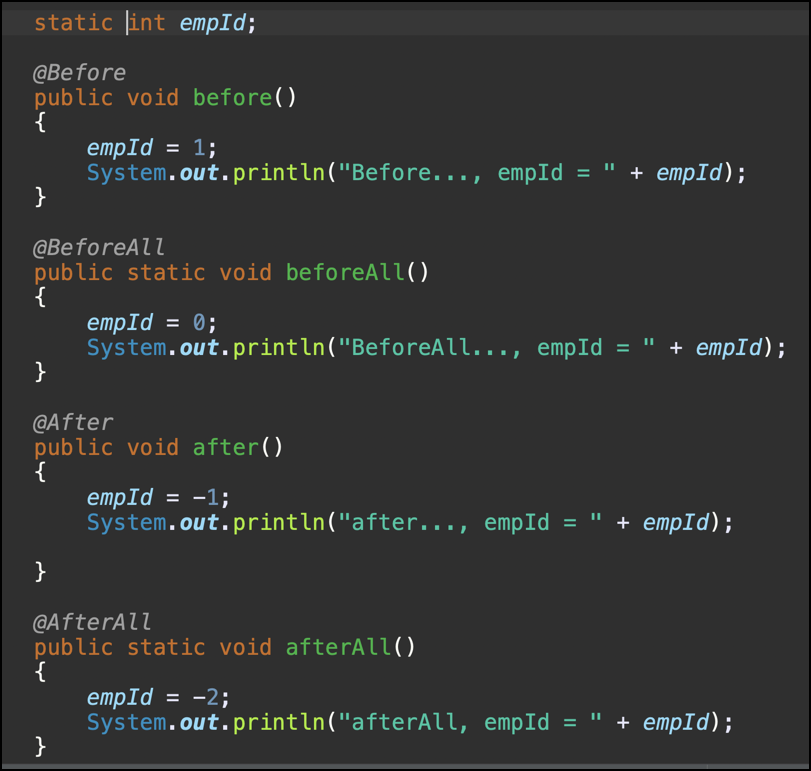 static int empId;
@Before
public void before()
{
empId = 1;
System.out.println("Before..., empId = " + empId);
}
@BeforeAll
public static void beforeAll()
{
empId = 0;
System.out.println("BeforeAll..., empId = " + empId);
}
@After
public void after()
{
empId = -1;
System.out.println("after..., empId = " + empId);
}
@AfterAll
public static void afterAll()
{
empId = -2;
System.out.println("afterAll, empId = " + empId);
}